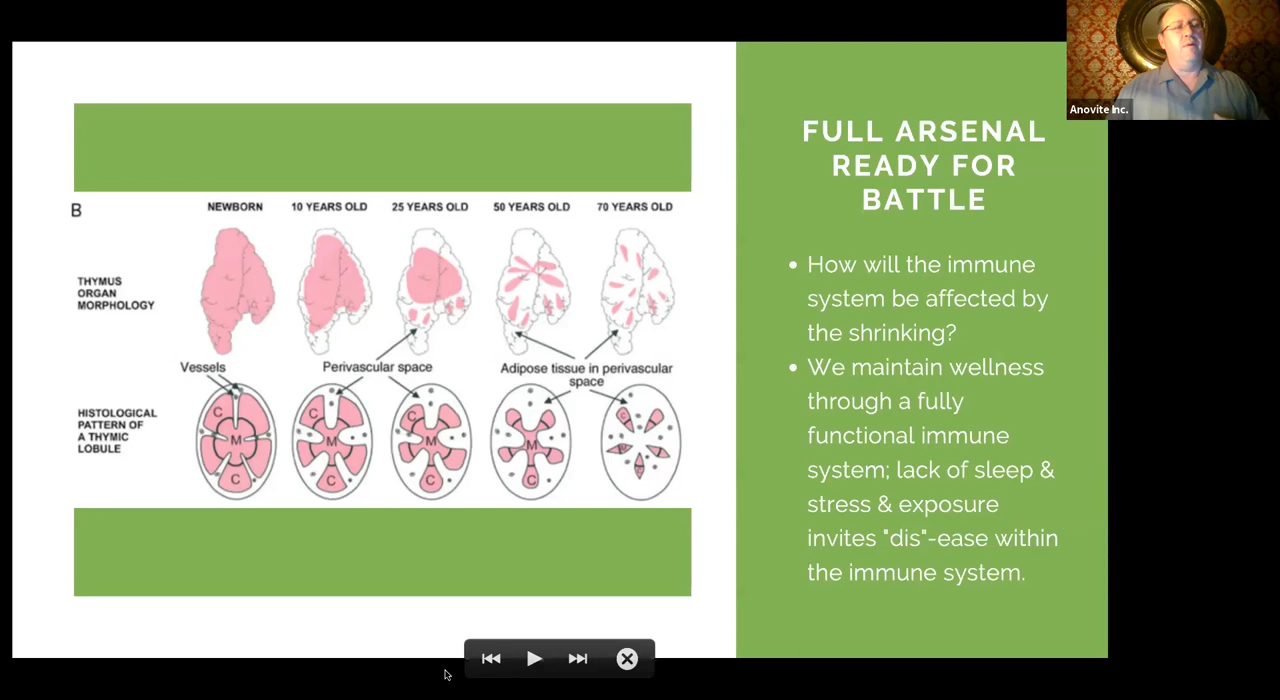 Anovite Inc.
FULL ARSENAL
READY FOR
BATTLE
• How will the immune
system be affected by
the shrinking?
• We maintain wellness
through a fully
functional immune
system; lack of sleep &
stress & exposure
invites "dis"-ease within
the immune system.
B
NEWBORN 10 YEARS OLD 25 YEARS OLD 50 YEARS OLD 70 YEARS OLD
THYMUS
ORGAN
MORPHOLOGY
Vessels Perivascular space Adipose tissue in perivascular
space
HISTOLOGICAL
PATTERN OF
A THYMIC
LOBULE
C C C C
M M M M M
C C C C C